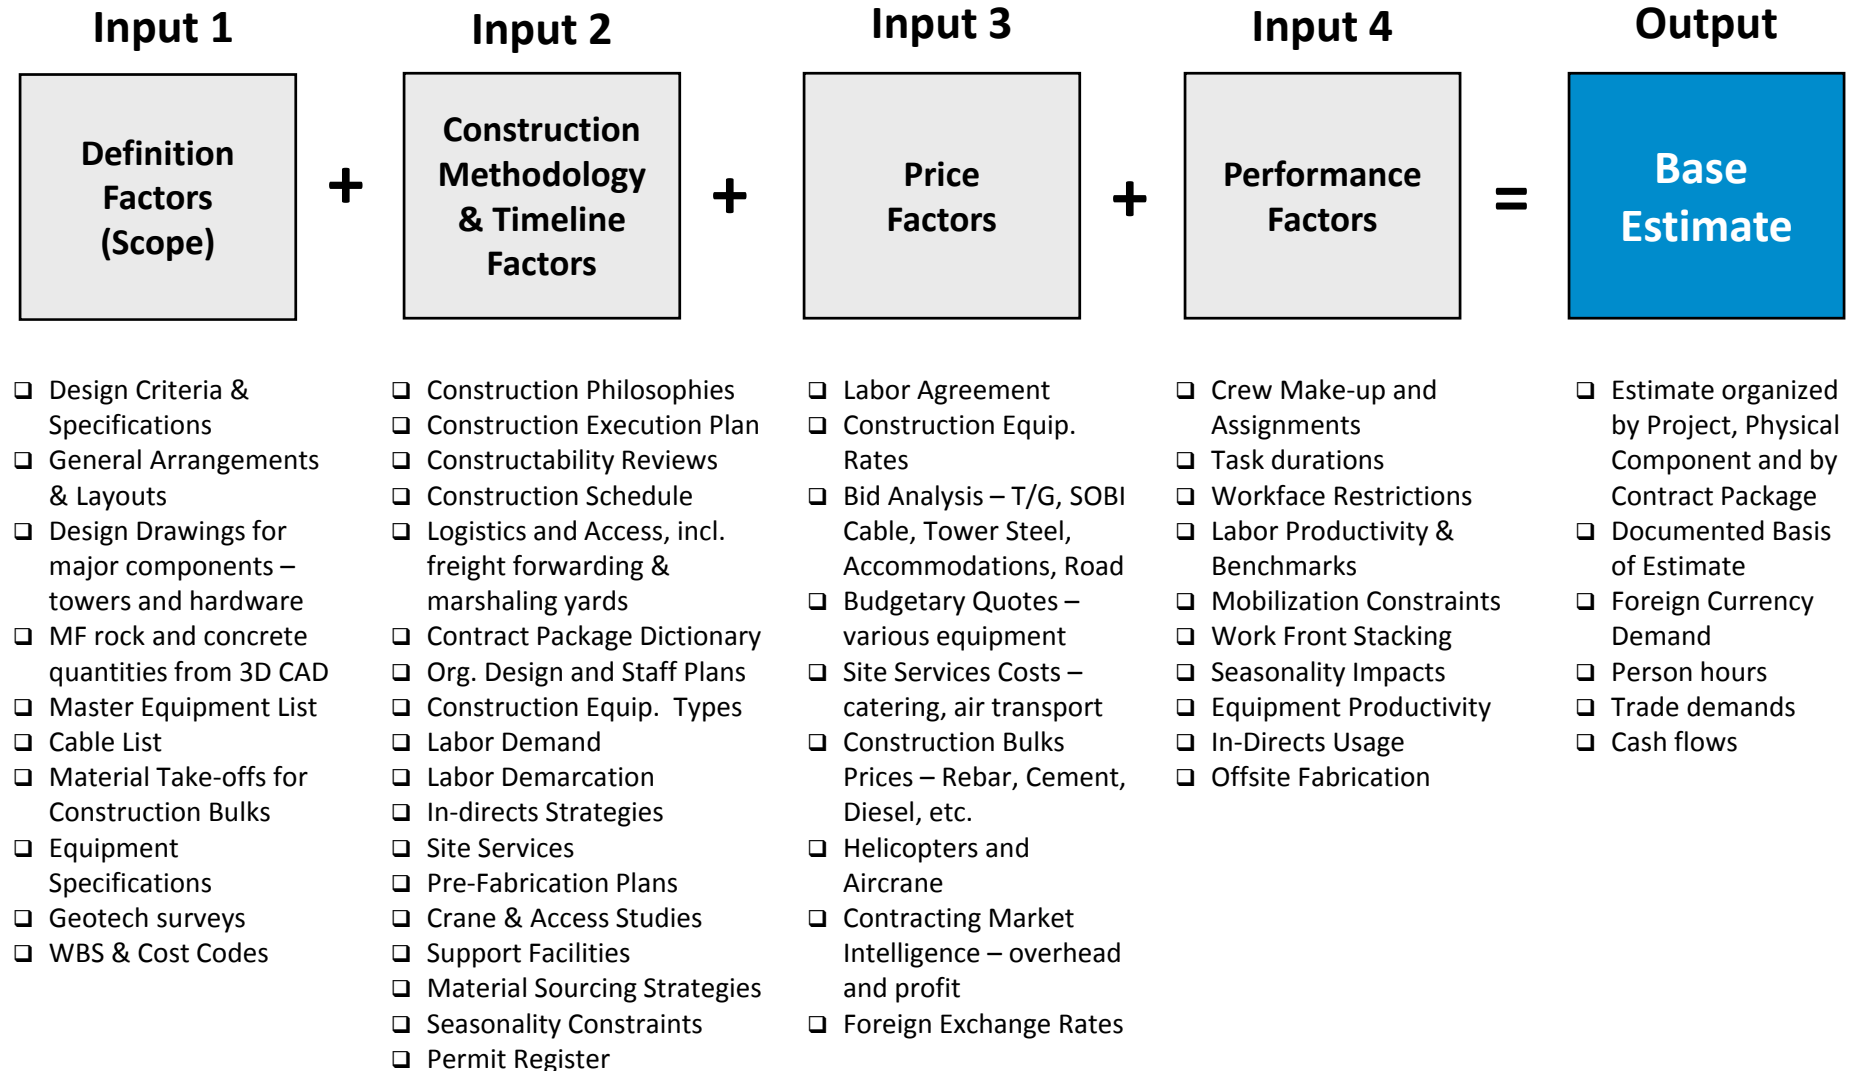 Input 1
Definition
Factors
(Scope)
❑ Design Criteria &
Specifications
❑ General Arrangements
& Layouts
❑ Design Drawings for
major components –
towers and hardware
❑ MF rock and concrete
quantities from 3D CAD
❑ Master Equipment List
❑ Cable List
❑ Material Take-offs for
Construction Bulks
❑ Equipment
Specifications
❑ Geotech surveys
❑ WBS & Cost Codes
+
Input 2
Construction
Methodology
& Timeline
Factors
❑ Construction Philosophies
❑ Construction Execution Plan
❑ Constructability Reviews
❑ Construction Schedule
❑ Logistics and Access, incl.
freight forwarding &
marshaling yards
❑ Contract Package Dictionary
❑ Org. Design and Staff Plans
❑ Construction Equip. Types
❑ Labor Demand
❑ Labor Demarcation
❑ In-directs Strategies
❑ Site Services
❑ Pre-Fabrication Plans
❑ Crane & Access Studies
❑ Support Facilities
❑ Material Sourcing Strategies
❑ Seasonality Constraints
❑ Permit Register
+
Input 3
Price
Factors
❑ Labor Agreement
❑ Construction Equip.
Rates
❑ Bid Analysis – T/G, SOBI
Cable, Tower Steel,
Accommodations, Road
❑ Budgetary Quotes –
various equipment
❑ Site Services Costs –
catering, air transport
❑ Construction Bulks
Prices – Rebar, Cement,
Diesel, etc.
❑ Helicopters and
Aircrane
❑ Contracting Market
Intelligence – overhead
and profit
❑ Foreign Exchange Rates
+
Input 4
Performance
Factors
❑ Crew Make-up and
Assignments
❑ Task durations
❑ Workface Restrictions
❑ Labor Productivity &
Benchmarks
❑ Mobilization Constraints
❑ Work Front Stacking
❑ Seasonality Impacts
❑ Equipment Productivity
❑ In-Directs Usage
❑ Offsite Fabrication
=
Output
Base
Estimate
❑ Estimate organized
by Project, Physical
Component and by
Contract Package
❑ Documented Basis
of Estimate
❑ Foreign Currency
Demand
❑ Person hours
❑ Trade demands
❑ Cash flows